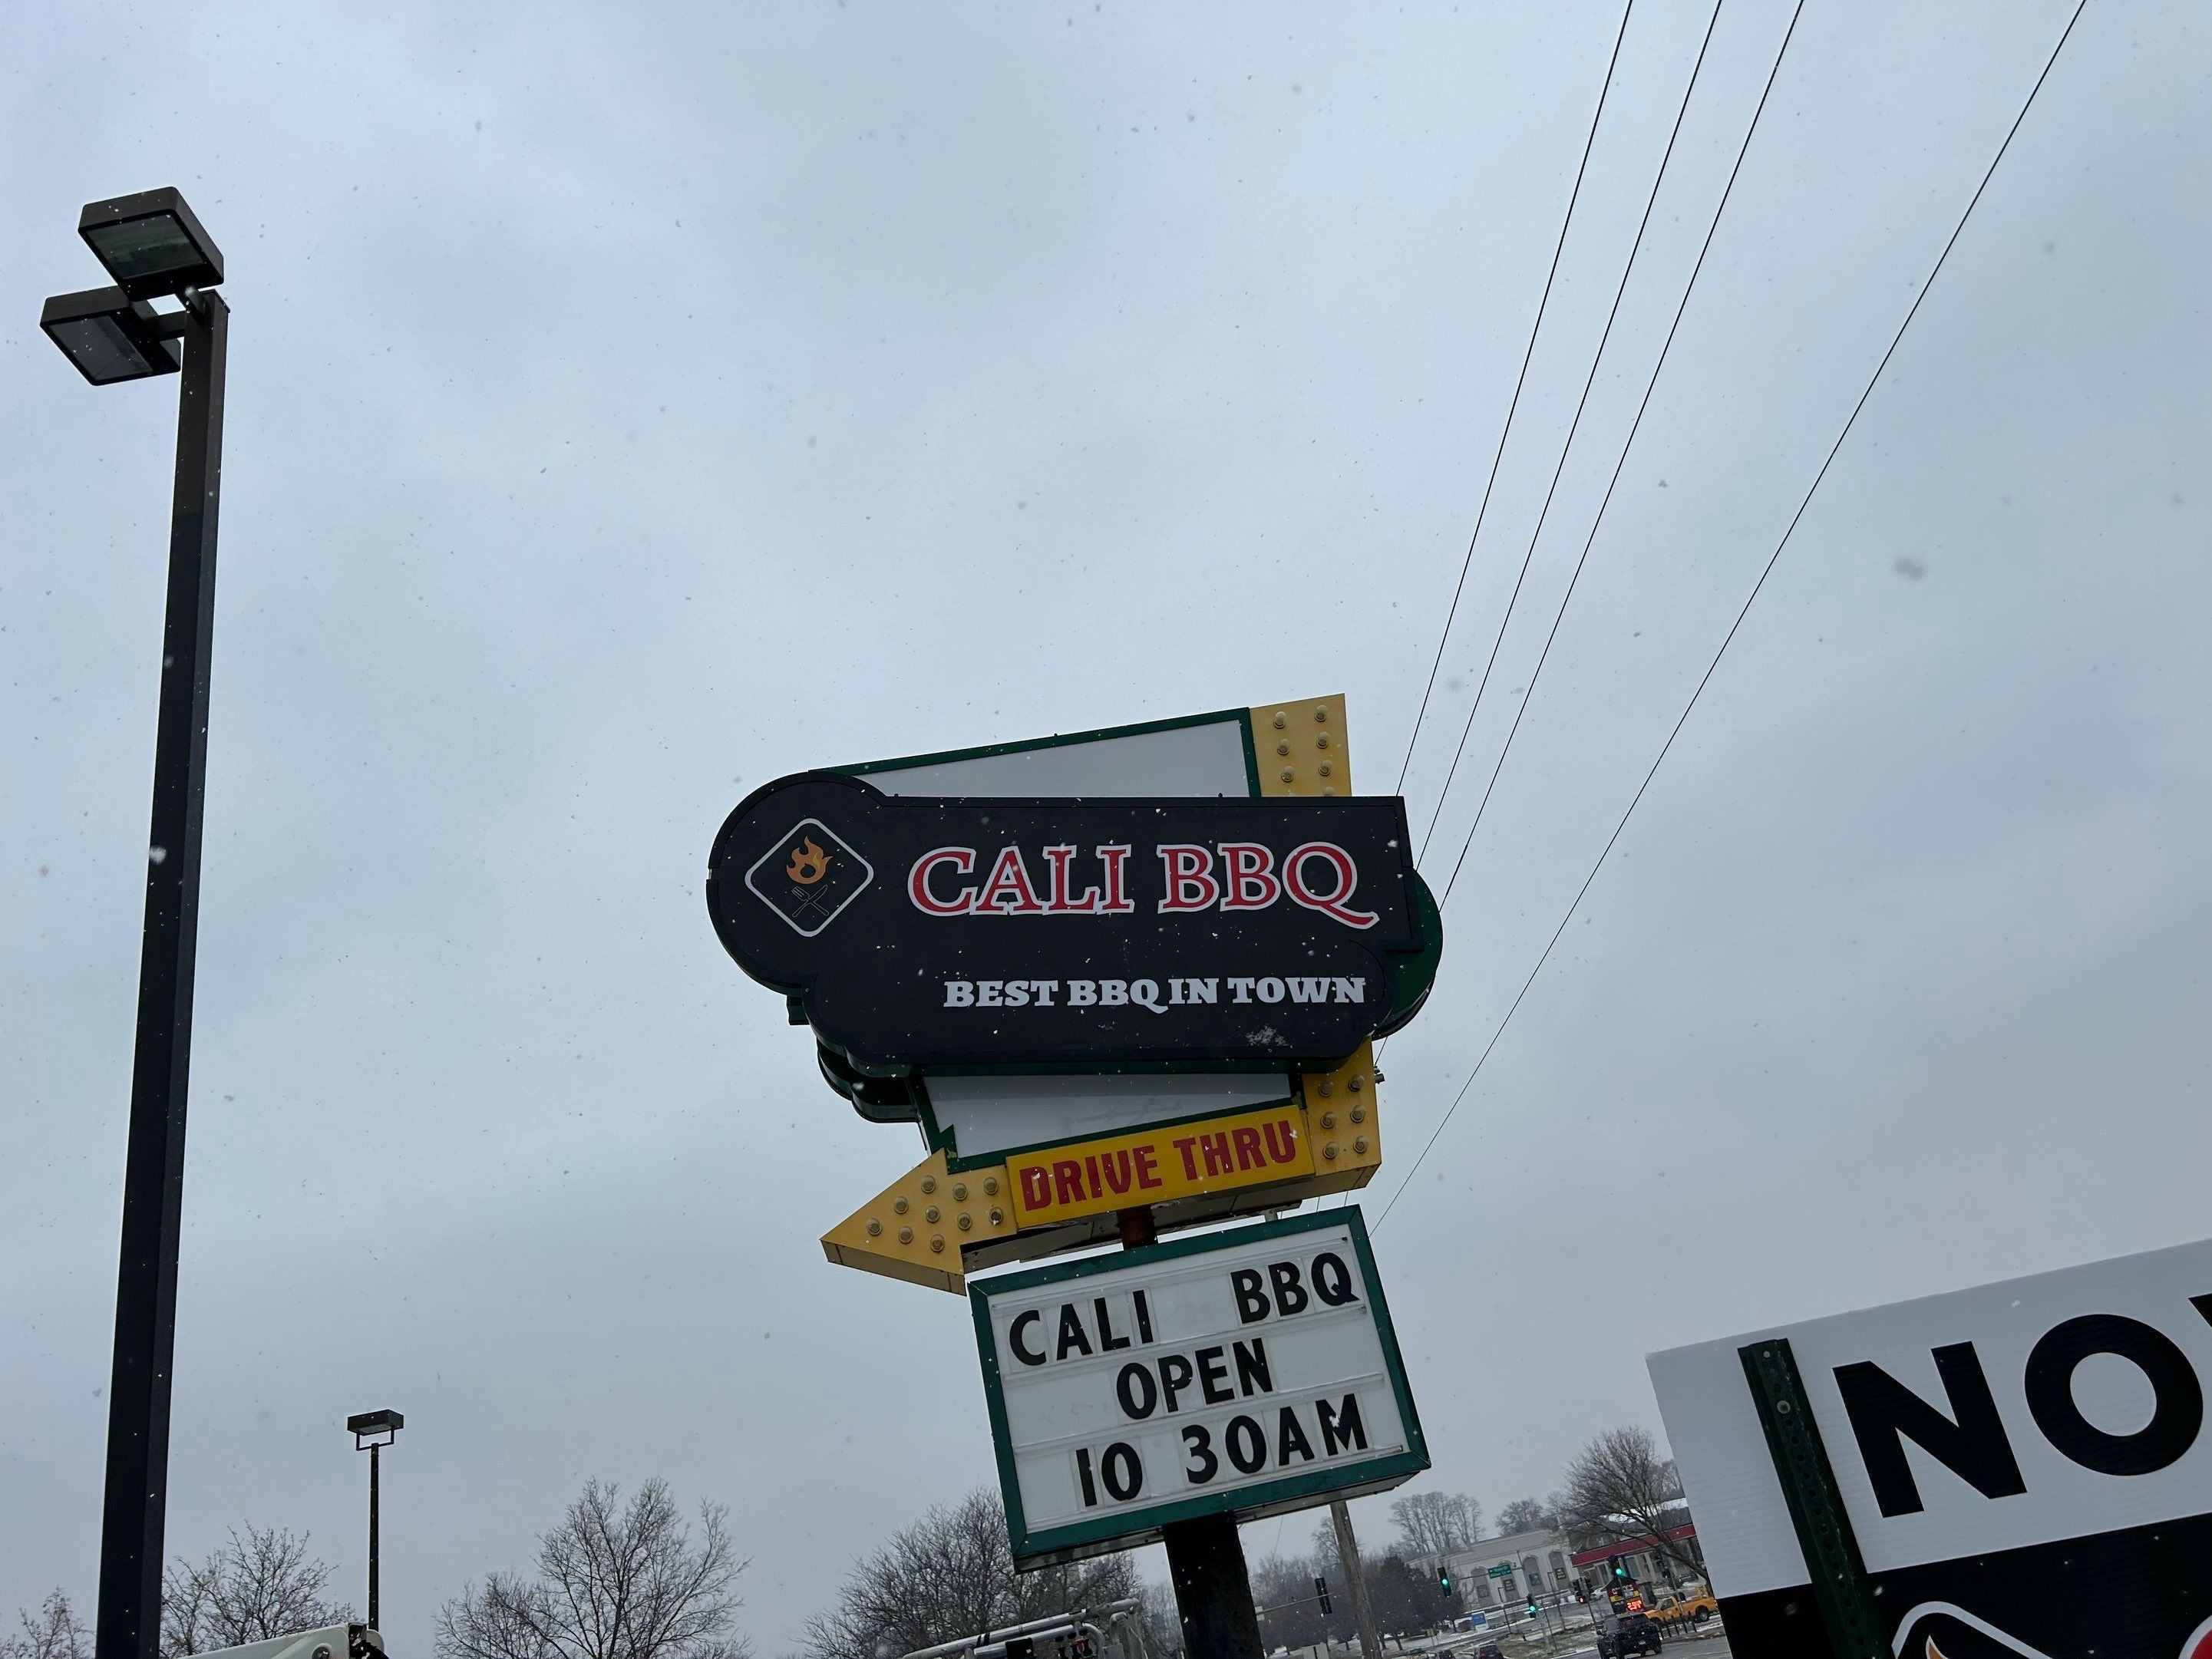 CALI BBQ
BEST BBQ IN TOWN
DRIVE THRU
CALI BBQ
OPEN
10 30AM
NO